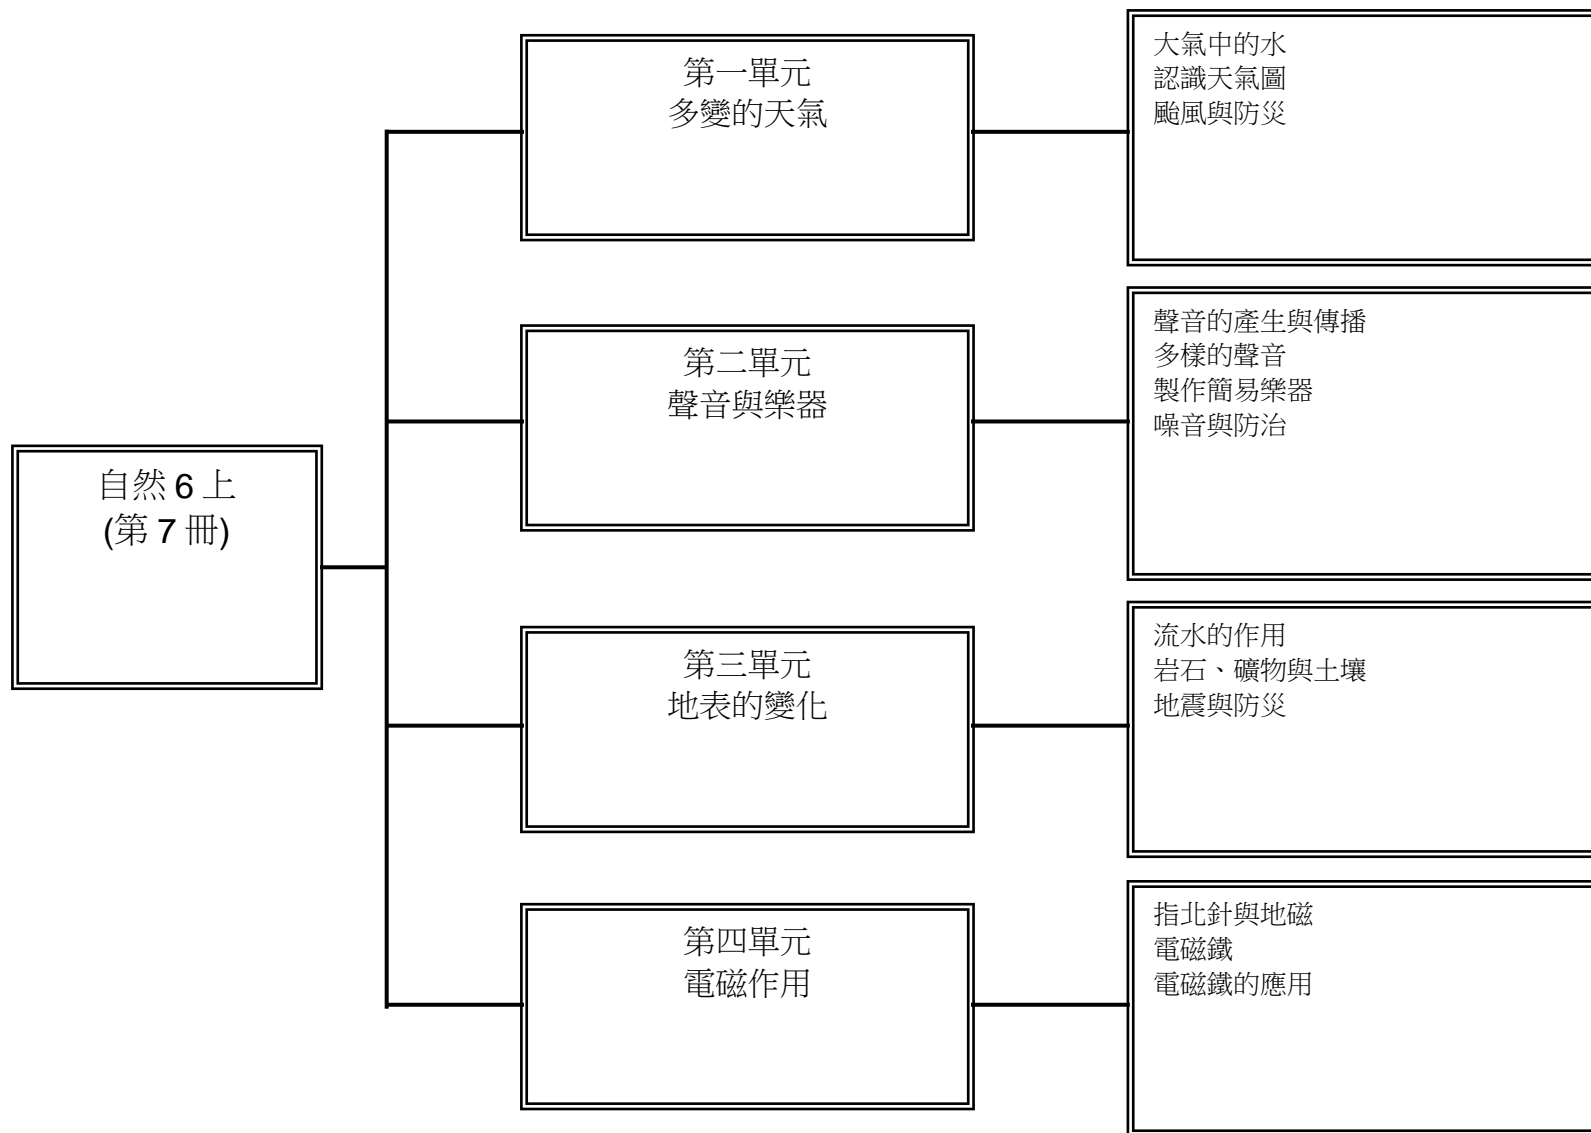 自然 6 上
(第 7 冊)
第一單元
多變的天氣
大氣中的水
認識天氣圖
颱風與防災
第二單元
聲音與樂器
聲音的產生與傳播
多樣的聲音
製作簡易樂器
噪音與防治
第三單元
地表的變化
流水的作用
岩石、礦物與土壤
地震與防災
第四單元
電磁作用
指北針與地磁
電磁鐵
電磁鐵的應用